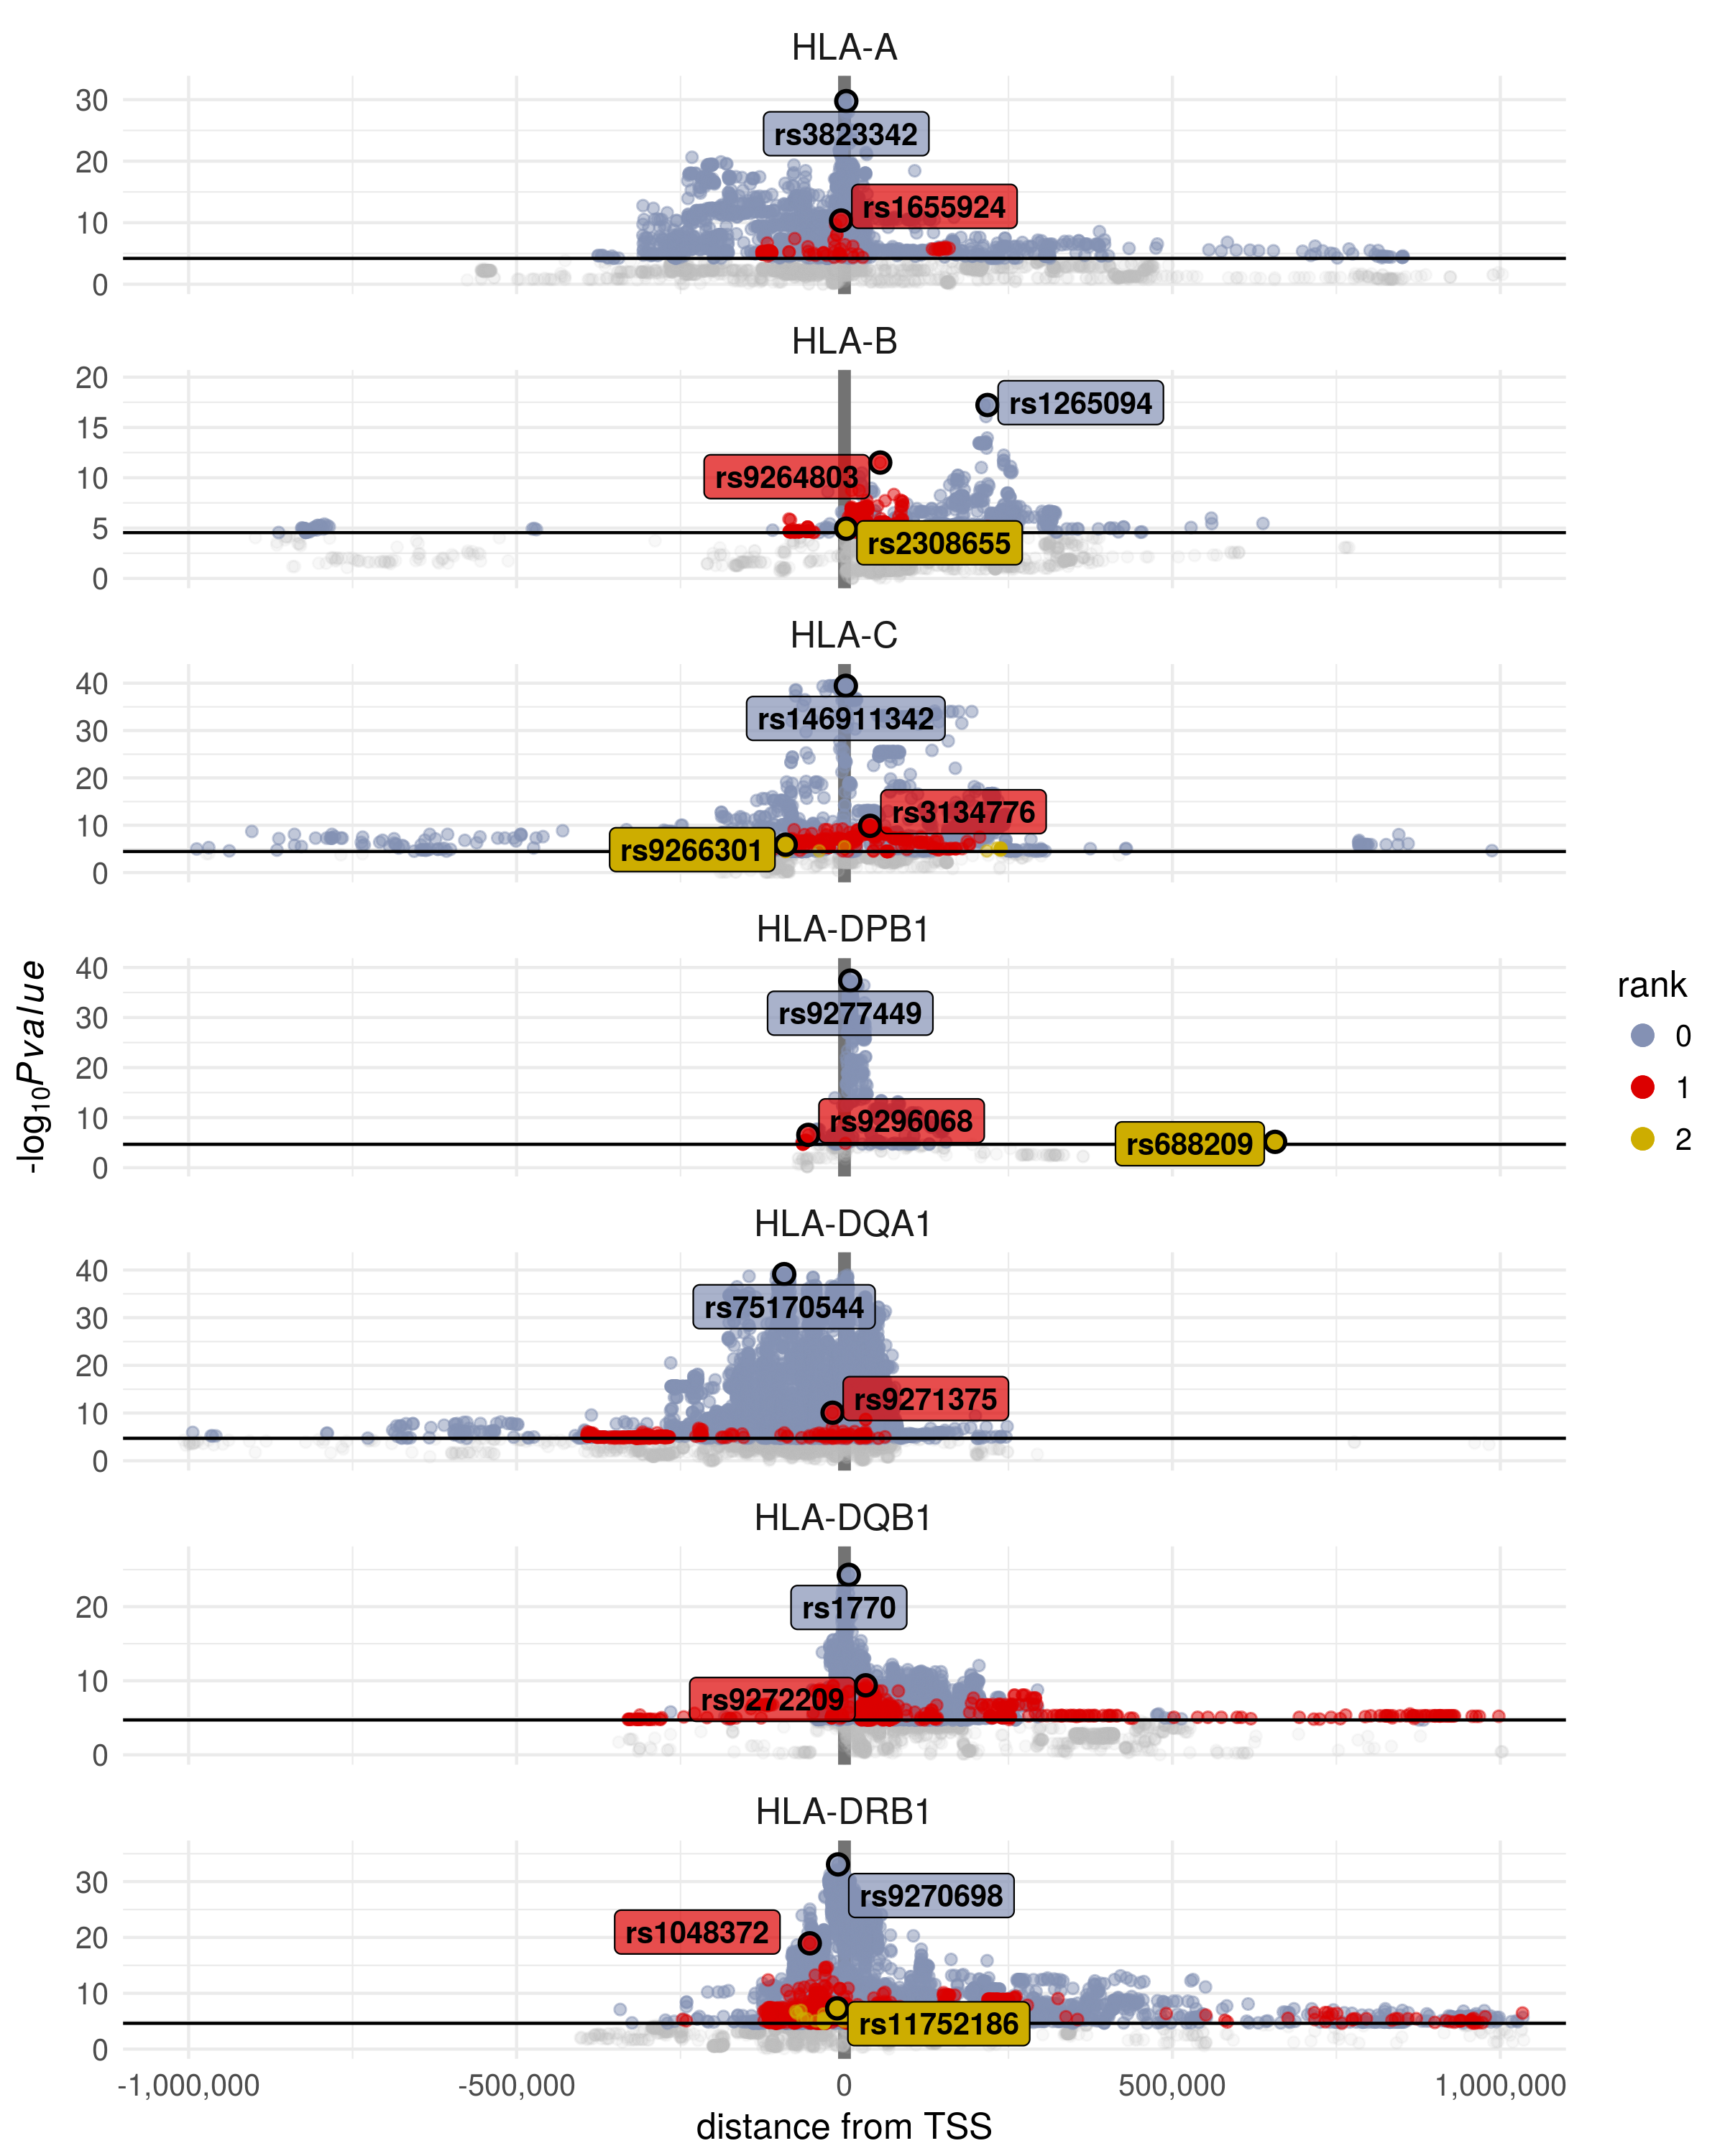 HLA-A
30
20
10
0
rs3823342
rs1655924
HLA-B
20
15
10
5
0
rs1265094
rs9264803
rs2308655
HLA-C
40
30
20
10
0
rs146911342
rs3134776
rs9266301
HLA-DPB1
40
30
20
10
0
rs9277449
rs9296068
rs688209
HLA-DQA1
40
30
20
10
0
rs75170544
rs9271375
HLA-DQB1
20
10
0
rs1770
rs9272209
HLA-DRB1
30
20
10
0
rs9270698
rs1048372
rs11752186
-1,000,000 -500,000 0 500,000 1,000,000
distance from TSS
-log10Pvalue
rank
0
1
2